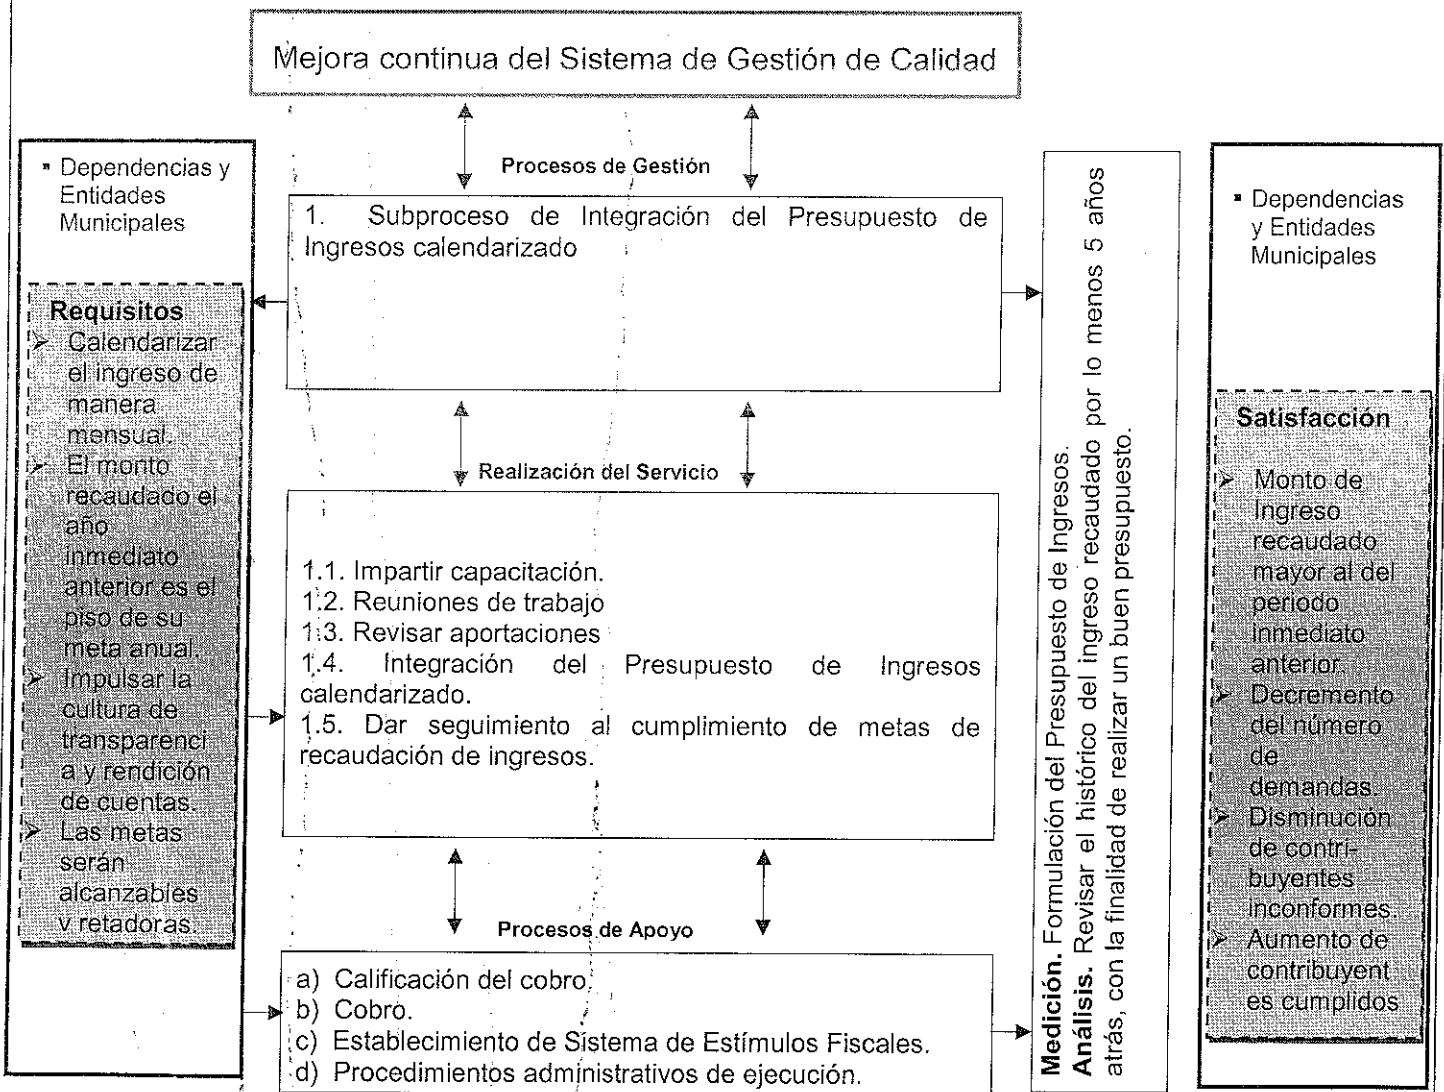 Mejora continua del Sistema de Gestión de Calidad
▪ Dependencias y
Entidades
Municipales
Requisitos
➢ Calendarizar
el ingreso de
manera
mensual.
➢ El monto
recaudado el
año
inmediato
anterior es el
piso de su
meta anual.
➢ Impulsar la
cultura de
transparenci
a y rendición
de cuentas.
➢ Las metas
serán
alcanzables
y retadoras.
Procesos de Gestión
1. Subproceso de Integración del Presupuesto de
Ingresos calendarizado
Realización del Servicio
1.1. Impartir capacitación.
1.2. Reuniones de trabajo
1.3. Revisar aportaciones
1.4. Integración del Presupuesto de Ingresos
calendarizado.
1.5. Dar seguimiento al cumplimiento de metas de
recaudación de ingresos.
Procesos de Apoyo
a) Calificación del cobro.
b) Cobro.
c) Establecimiento de Sistema de Estímulos Fiscales.
d) Procedimientos administrativos de ejecución.
Medición. Formulación del Presupuesto de Ingresos.
Análisis. Revisar el histórico del ingreso recaudado por lo menos 5 años
atrás, con la finalidad de realizar un buen presupuesto.
▪ Dependencias
y Entidades
Municipales
Satisfacción
➢ Monto de
Ingreso
recaudado
mayor al del
periodo
inmediato
anterior.
➢ Decremento
del número
de
demandas.
➢ Disminución
de contri-
buyentes
inconformes.
➢ Aumento de
contribuyent
es cumplidos